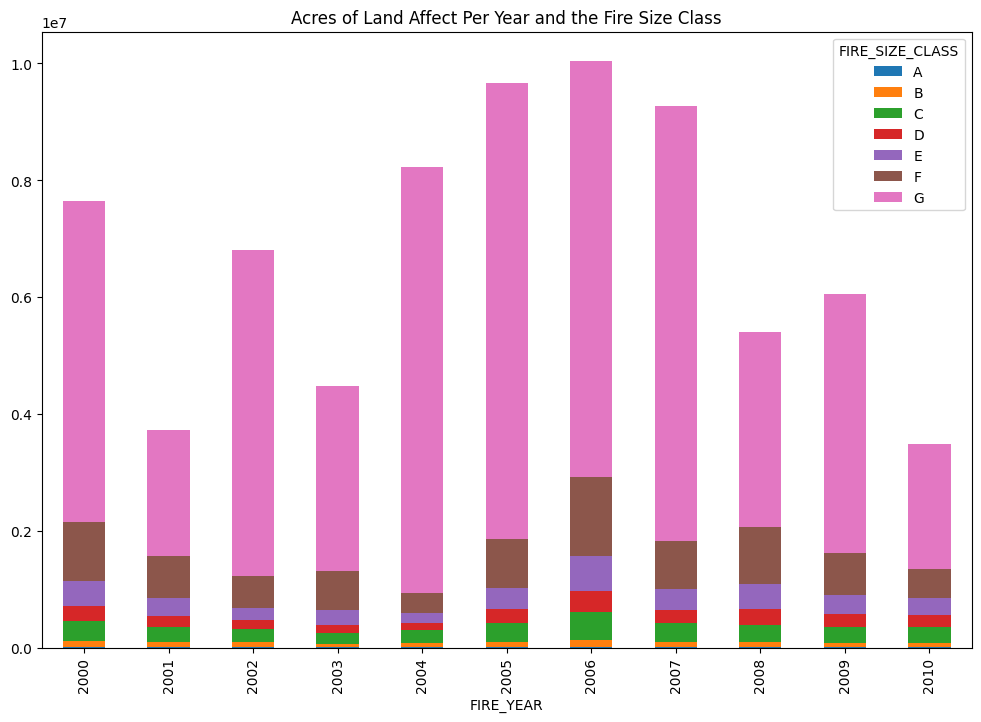 Acres of Land Affect Per Year and the Fire Size Class
1e7
FIRE_SIZE_CLASS
A
B
C
D
E
F
G
1.0
0.8
0.6
0.4
0.2
0.0
2000
2001
2002
2003
2004
2005
2006
2007
2008
2009
2010
FIRE_YEAR